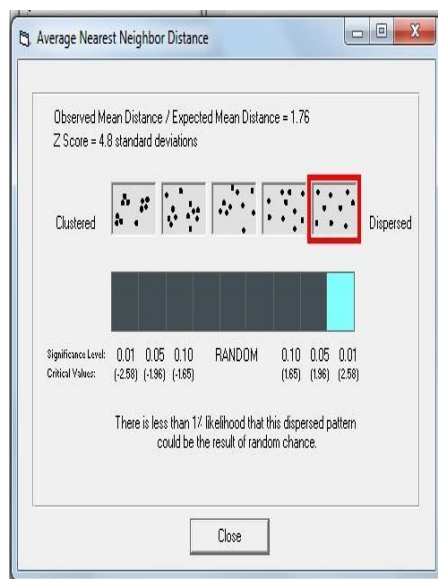 Average Nearest Neighbor Distance
Observed Mean Distance / Expected Mean Distance = 1.76
Z Score = 4.8 standard deviations
Clustered Dispersed
Significance Level: 0.01 0.05 0.10 RANDOM 0.10 0.05 0.01
Critical Values: (-2.58) (-1.96) (-1.65) (1.65) (1.96) (2.58)
There is less than 1% likelihood that this dispersed pattern
could be the result of random chance.
Close